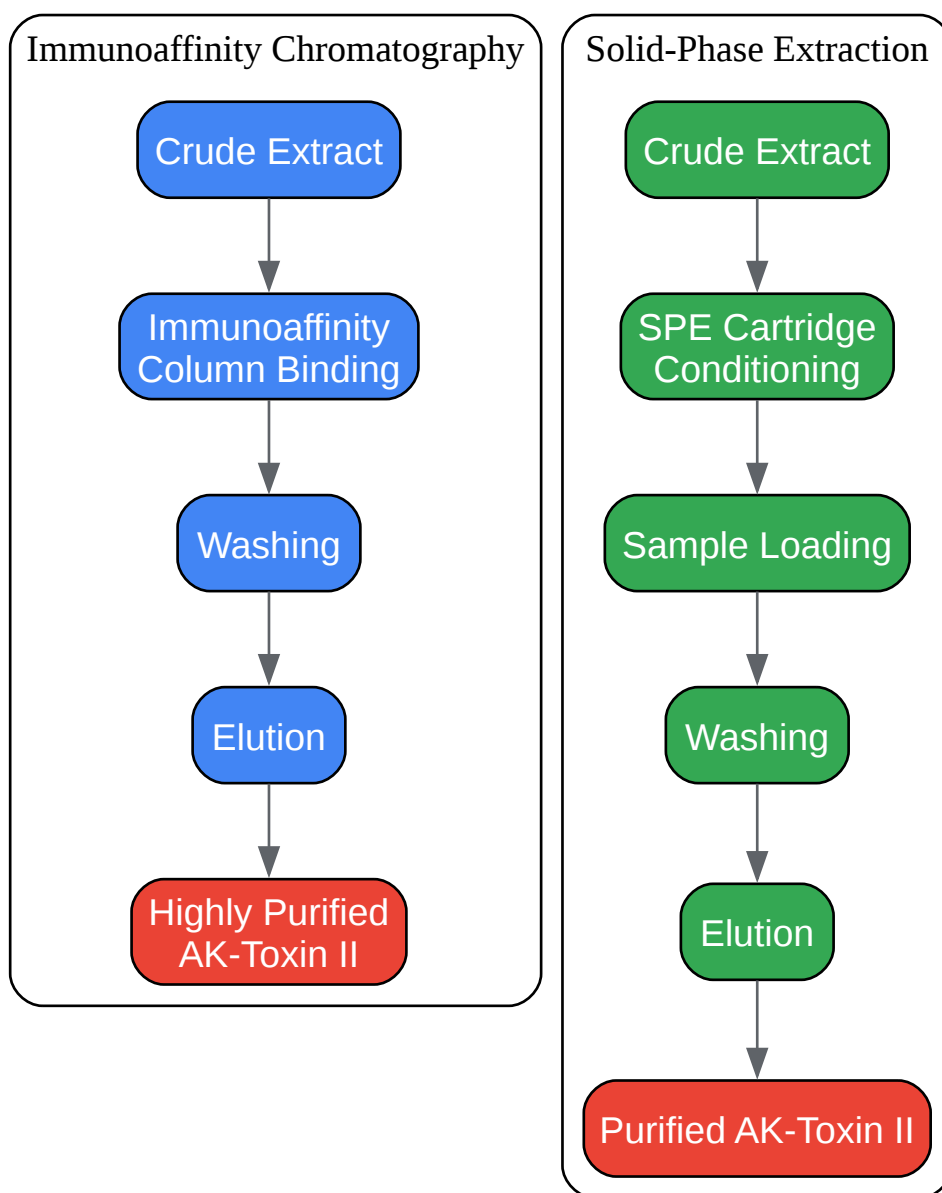 Immunoaffinity Chromatography
Crude Extract
Immunoaffinity
Column Binding
Washing
Elution
Highly Purified
AK-Toxin II
Solid-Phase Extraction
Crude Extract
SPE Cartridge
Conditioning
Sample Loading
Washing
Elution
Purified AK-Toxin II